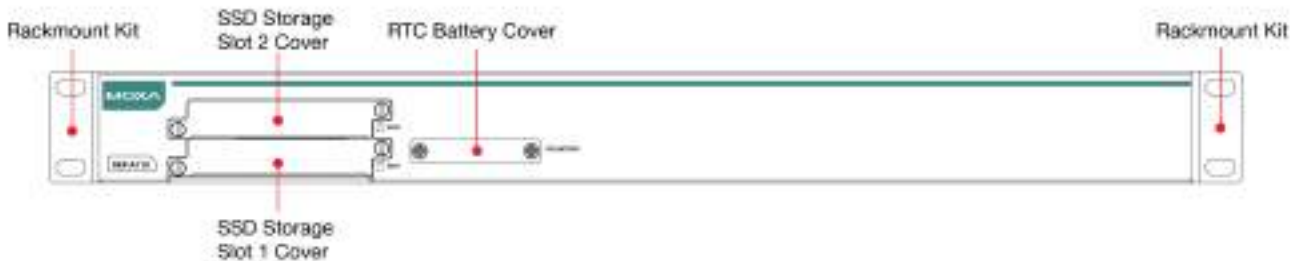 SSD Storage
Slot 2 Cover
Rackmount Kit
RTC Battery Cover
Rackmount Kit
MOXA
SSD Storage
Slot 1 Cover